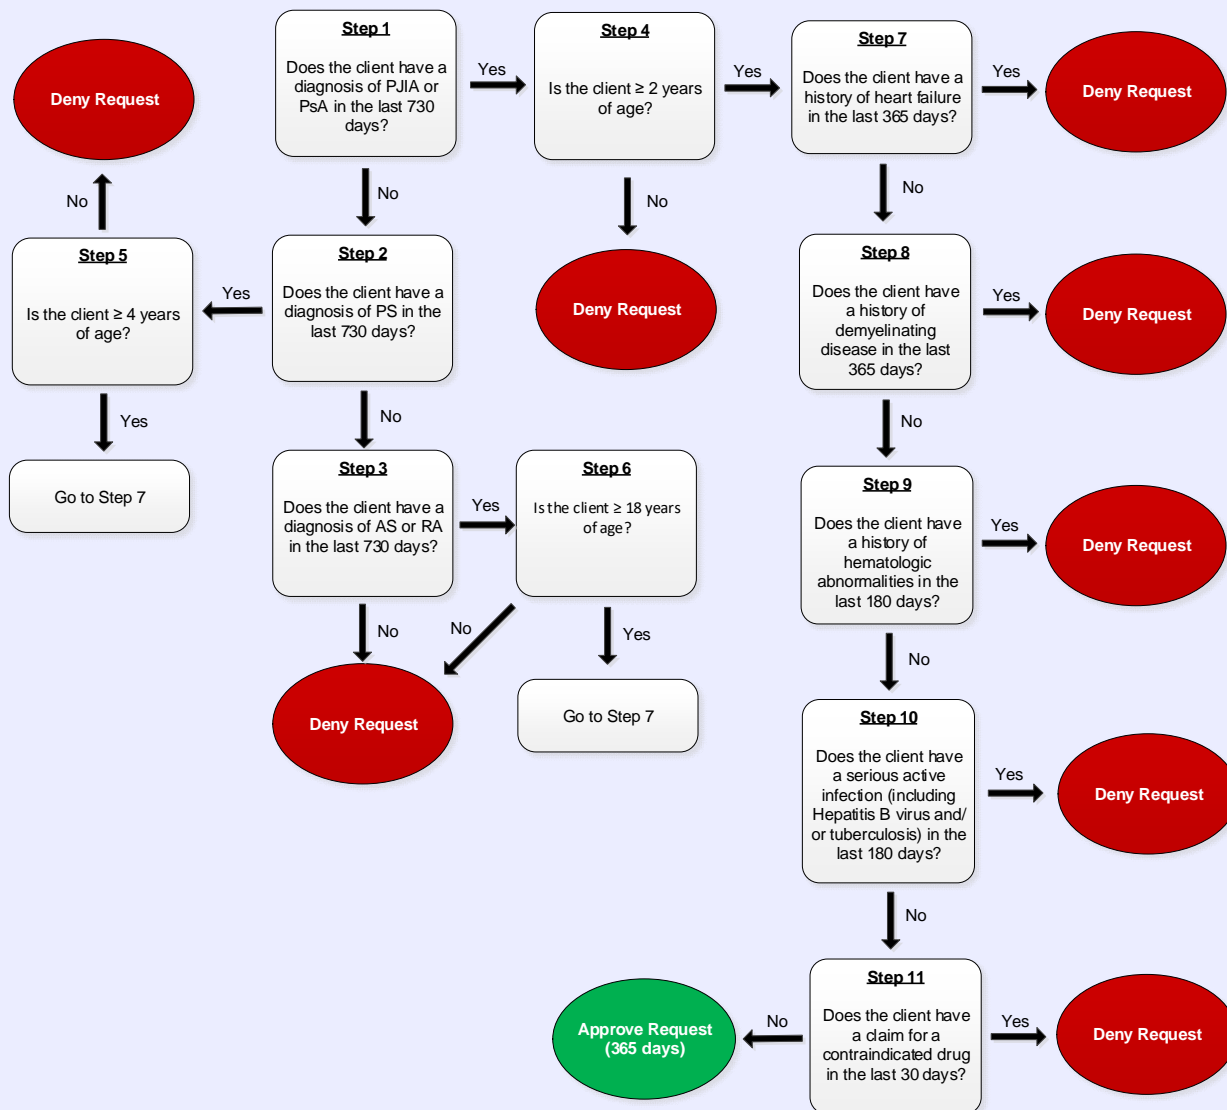 Step 1
Does the client have a
diagnosis of PJIA or
PsA in the last 730
days?
Yes
Step 4
Is the client ≥ 2 years
of age?
Yes
Step 7
Does the client have a
history of heart failure
in the last 365 days?
Yes
Deny Request
Deny Request
No
No
No
No
Step 5
Is the client ≥ 4 years
of age?
Yes
Step 2
Does the client have a
diagnosis of PS in the
last 730 days?
Deny Request
Step 8
Does the client have
a history of
demyelinating
disease in the last
365 days?
Yes
Deny Request
Yes
No
No
Go to Step 7
Step 3
Does the client have a
diagnosis of AS or RA
in the last 730 days?
Yes
Step 6
Is the client ≥ 18 years
of age?
Step 9
Does the client have
a history of
hematologic
abnormalities in the
last 180 days?
Yes
Deny Request
No
No
Yes
No
Deny Request
Go to Step 7
Step 10
Does the client have
a serious active
infection (including
Hepatitis B virus and/
or tuberculosis) in the
last 180 days?
Yes
Deny Request
No
Step 11
Does the client have
a claim for a
contraindicated drug
in the last 30 days?
No
Approve Request
(365 days)
Yes
Deny Request